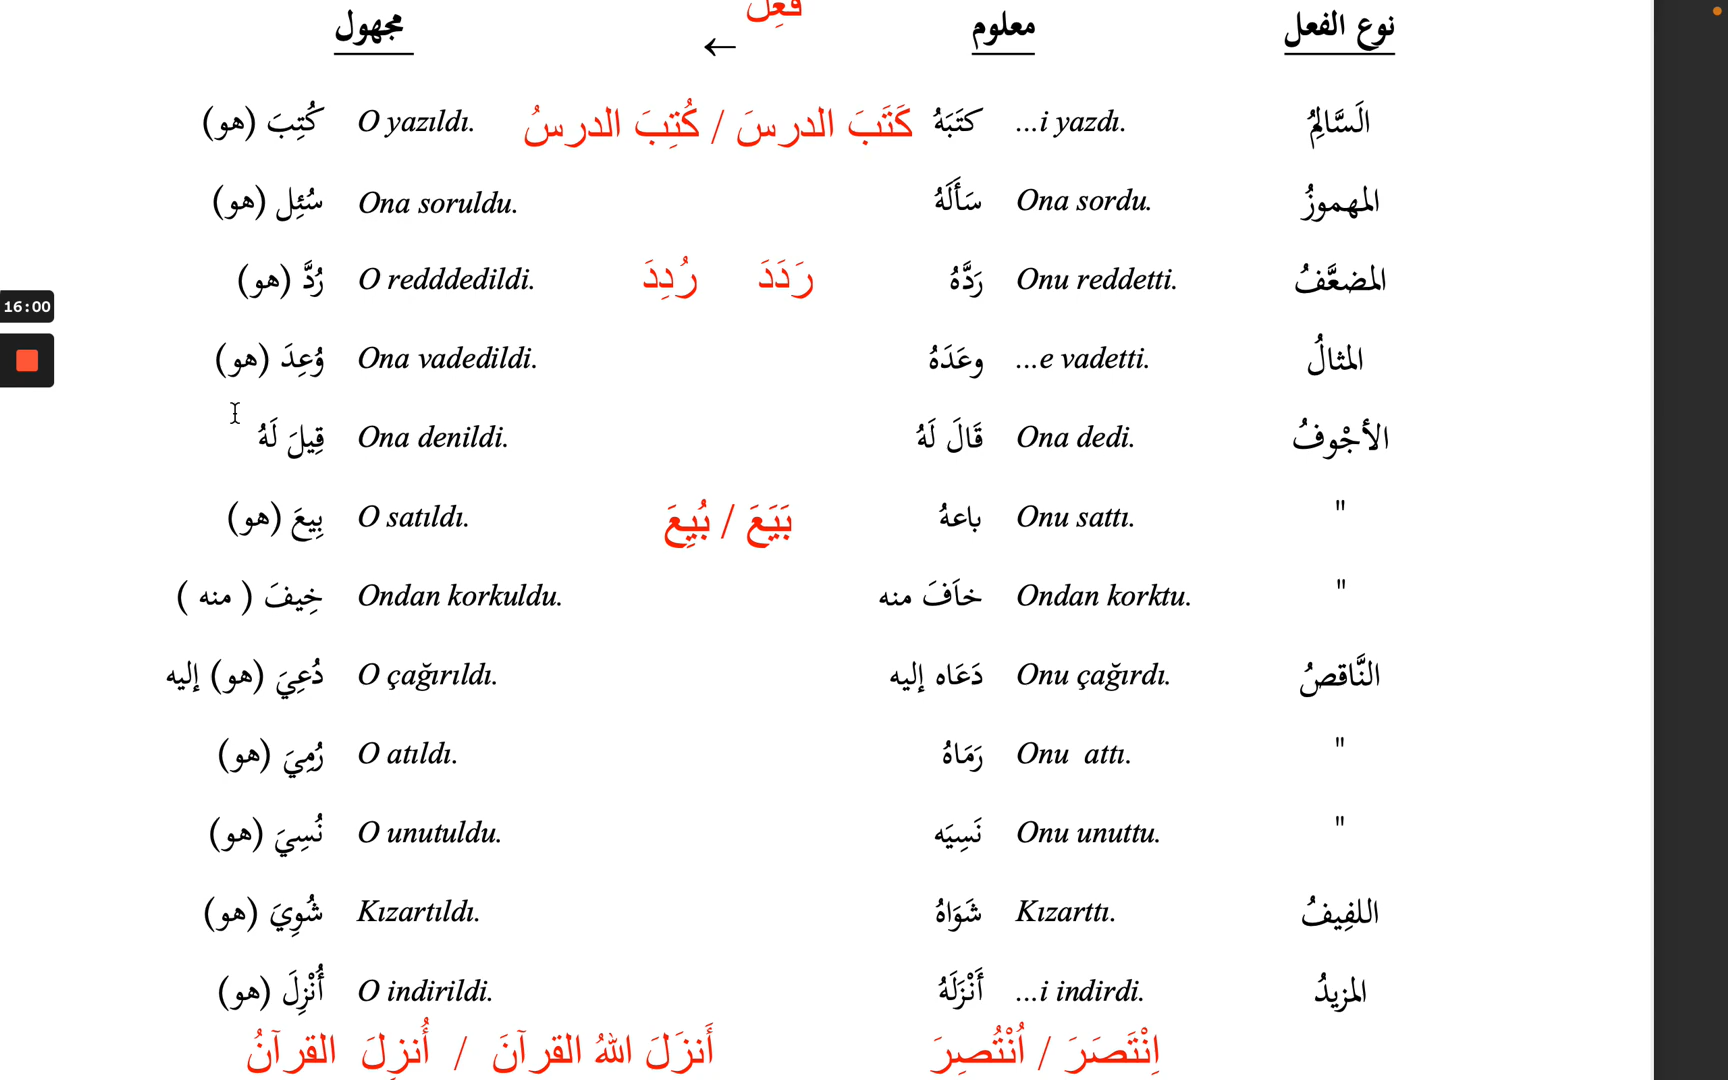 فُعِلَ
نوع الفعل معلوم ← مجهول
اَلسَّالِمُ ...i yazdı. كتَبَهُ كَتَبَ الدرسَ / كُتِبَ الدرسُ O yazıldı. كُتِبَ (هو)
المهموزُ Ona sordu. سَأَلَهُ Ona soruldu. سُئِل (هو)
المضعَّفُ Onu reddetti. رَدَّهُ رَدَدَ رُدِدَ O redddedildi. رُدَّ (هو)
16:00
المثالُ ...e vadetti. وعَدَهُ Ona vadedildi. وُعِدَ (هو)
الأجْوفُ Ona dedi. قَالَ لَهُ Ona denildi. قِيلَ لَهُ
" Onu sattı. باعهُ بَيَعَ / بُيِعَ O satıldı. بِيعَ (هو)
" Ondan korktu. خاَفَ منه Ondan korkuldu. خِيفَ ( منه )
النَّاقصُ Onu çağırdı. دَعَاه إليه O çağırıldı. دُعِيَ (هو) إليه
" Onu attı. رَمَاهُ O atıldı. رُمِيَ (هو)
" Onu unuttu. نَسِيَه O unutuldu. نُسِيَ (هو)
اللفِيفُ Kızarttı. شَوَاهُ Kızartıldı. شُوِيَ (هو)
المزيدُ ...i indirdi. أَنْزَلَهُ O indirildi. أُنْزِلَ (هو)
اِنْتَصَرَ / اُنْتُصِرَ أَنزَلَ اللهُ القرآنَ / أُنزِلَ القرآنُ